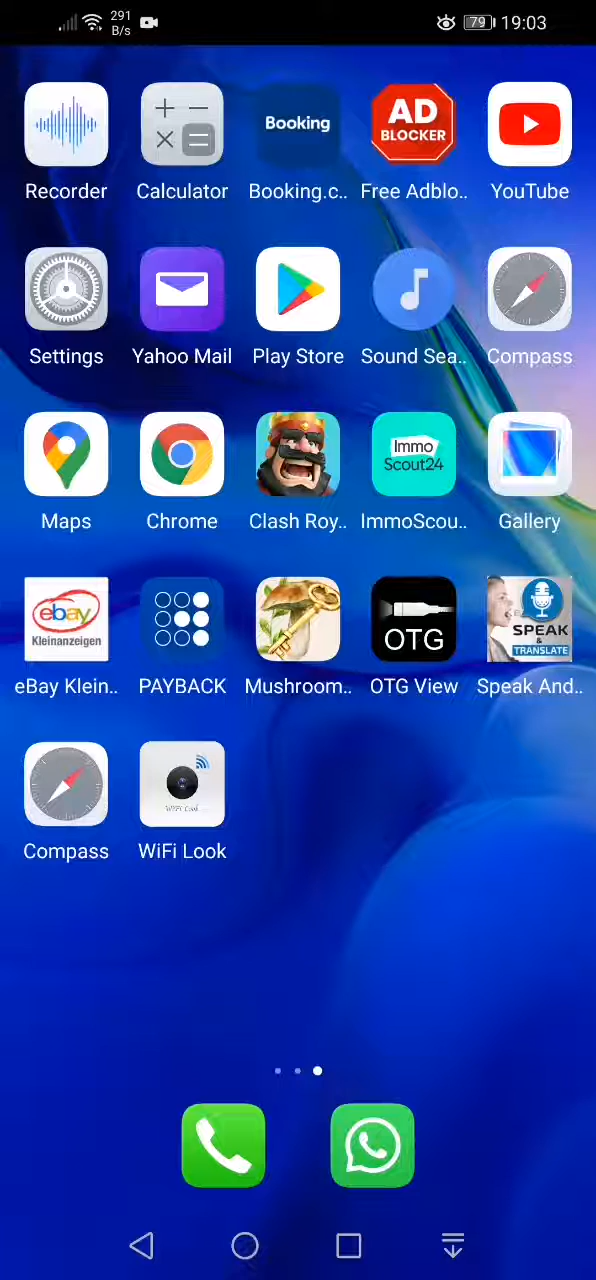 291
B/s
79
19:03
Booking
AD
BLOCKER
Recorder
Calculator
Booking.c..
Free Adblo..
YouTube
Settings
Yahoo Mail
Play Store
Sound Sea..
Compass
Immo
Scout24
Maps
Chrome
Clash Roy..
ImmoScou..
Gallery
ebay
Kleinanzeigen
OTG
SPEAK
&
TRANSLATE
eBay Klein..
PAYBACK
Mushroom..
OTG View
Speak And..
WiFi Look
Compass
WiFi Look